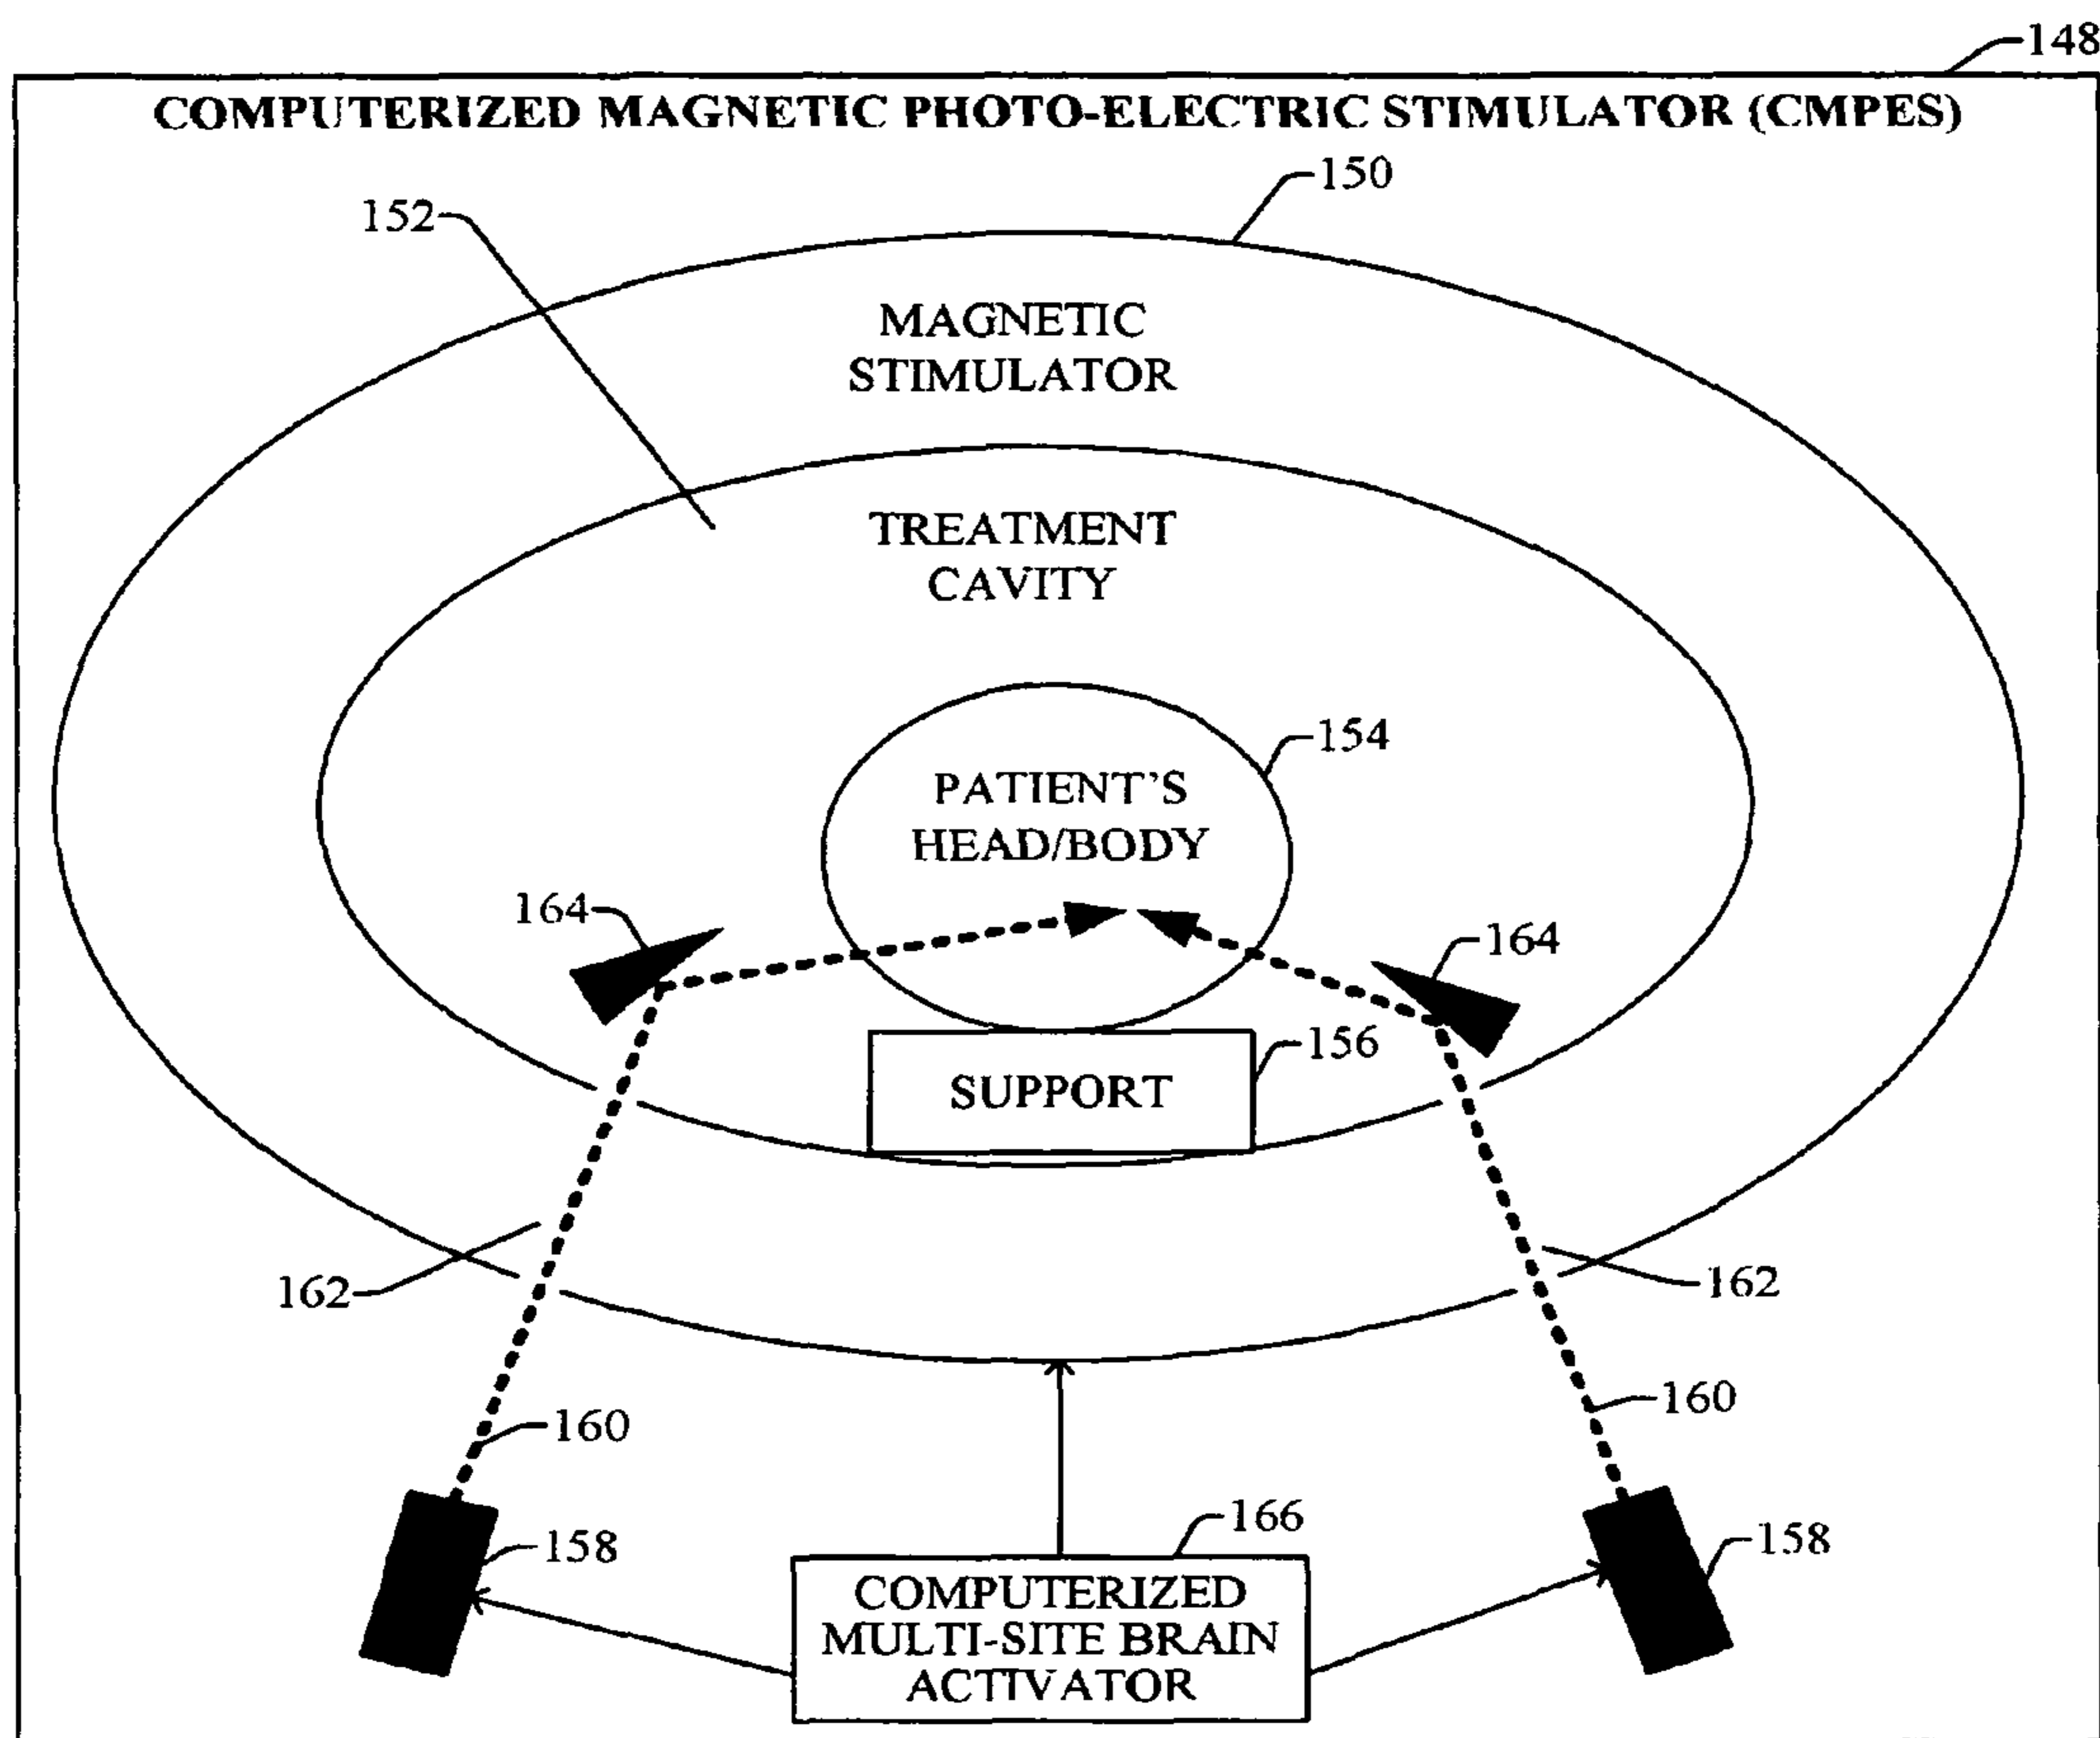 148
COMPUTERIZED MAGNETIC PHOTO-ELECTRIC STIMULATOR (CMPES)
150
152
MAGNETIC
STIMULATOR
TREATMENT
CAVITY
154
PATIENT'S
HEAD/BODY
164
164
156
SUPPORT
162
162
160
160
166
158
158
COMPUTERIZED
MULTI-SITE BRAIN
ACTIVATOR